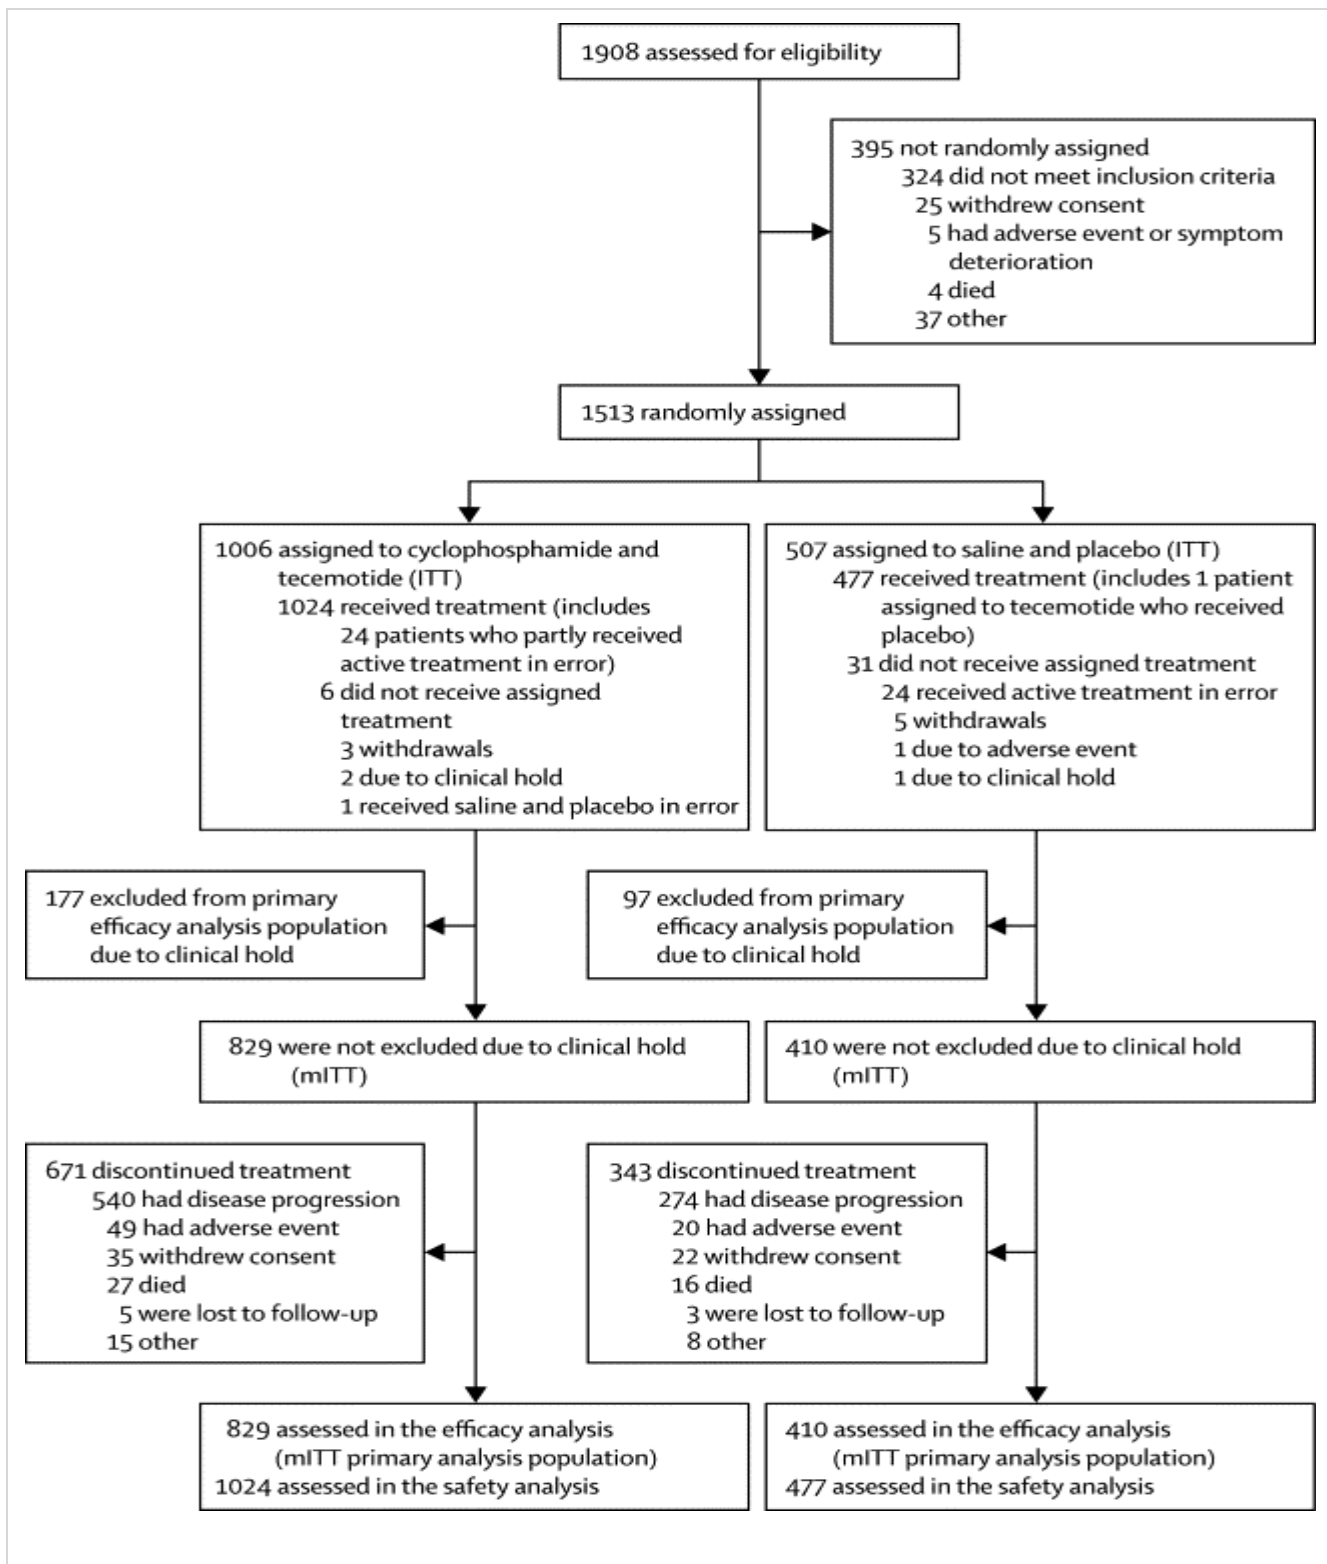 1908 assessed for eligibility
395 not randomly assigned
324 did not meet inclusion criteria
25 withdrew consent
5 had adverse event or symptom
deterioration
4 died
37 other
1513 randomly assigned
1006 assigned to cyclophosphamide and
tecemotide (ITT)
1024 received treatment (includes
24 patients who partly received
active treatment in error)
6 did not receive assigned
treatment
3 withdrawals
2 due to clinical hold
1 received saline and placebo in error
507 assigned to saline and placebo (ITT)
477 received treatment (includes 1 patient
assigned to tecemotide who received
placebo)
31 did not receive assigned treatment
24 received active treatment in error
5 withdrawals
1 due to adverse event
1 due to clinical hold
177 excluded from primary
efficacy analysis population
due to clinical hold
97 excluded from primary
efficacy analysis population
due to clinical hold
829 were not excluded due to clinical hold
(mITT)
410 were not excluded due to clinical hold
(mITT)
671 discontinued treatment
540 had disease progression
49 had adverse event
35 withdrew consent
27 died
5 were lost to follow-up
15 other
343 discontinued treatment
274 had disease progression
20 had adverse event
22 withdrew consent
16 died
3 were lost to follow-up
8 other
829 assessed in the efficacy analysis
(mITT primary analysis population)
1024 assessed in the safety analysis
410 assessed in the efficacy analysis
(mITT primary analysis population)
477 assessed in the safety analysis